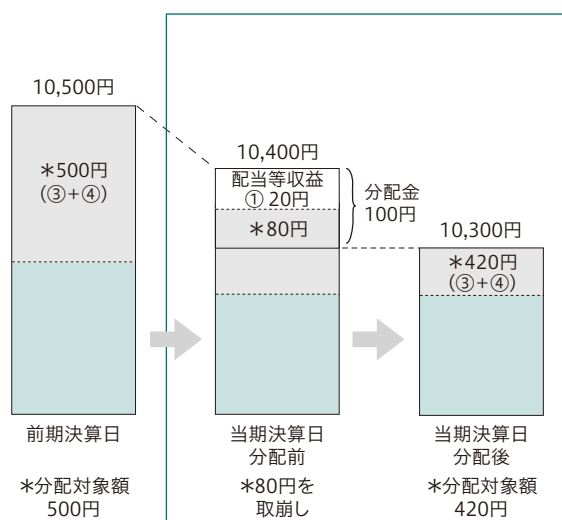 10,500円
＊500円
(③+④)
前期決算日
＊分配対象額
500円
10,400円
配当等収益
① 20円
＊80円
分配金
100円
当期決算日
分配前
＊80円を
取崩し
10,300円
＊420円
(③+④)
当期決算日
分配後
＊分配対象額
420円